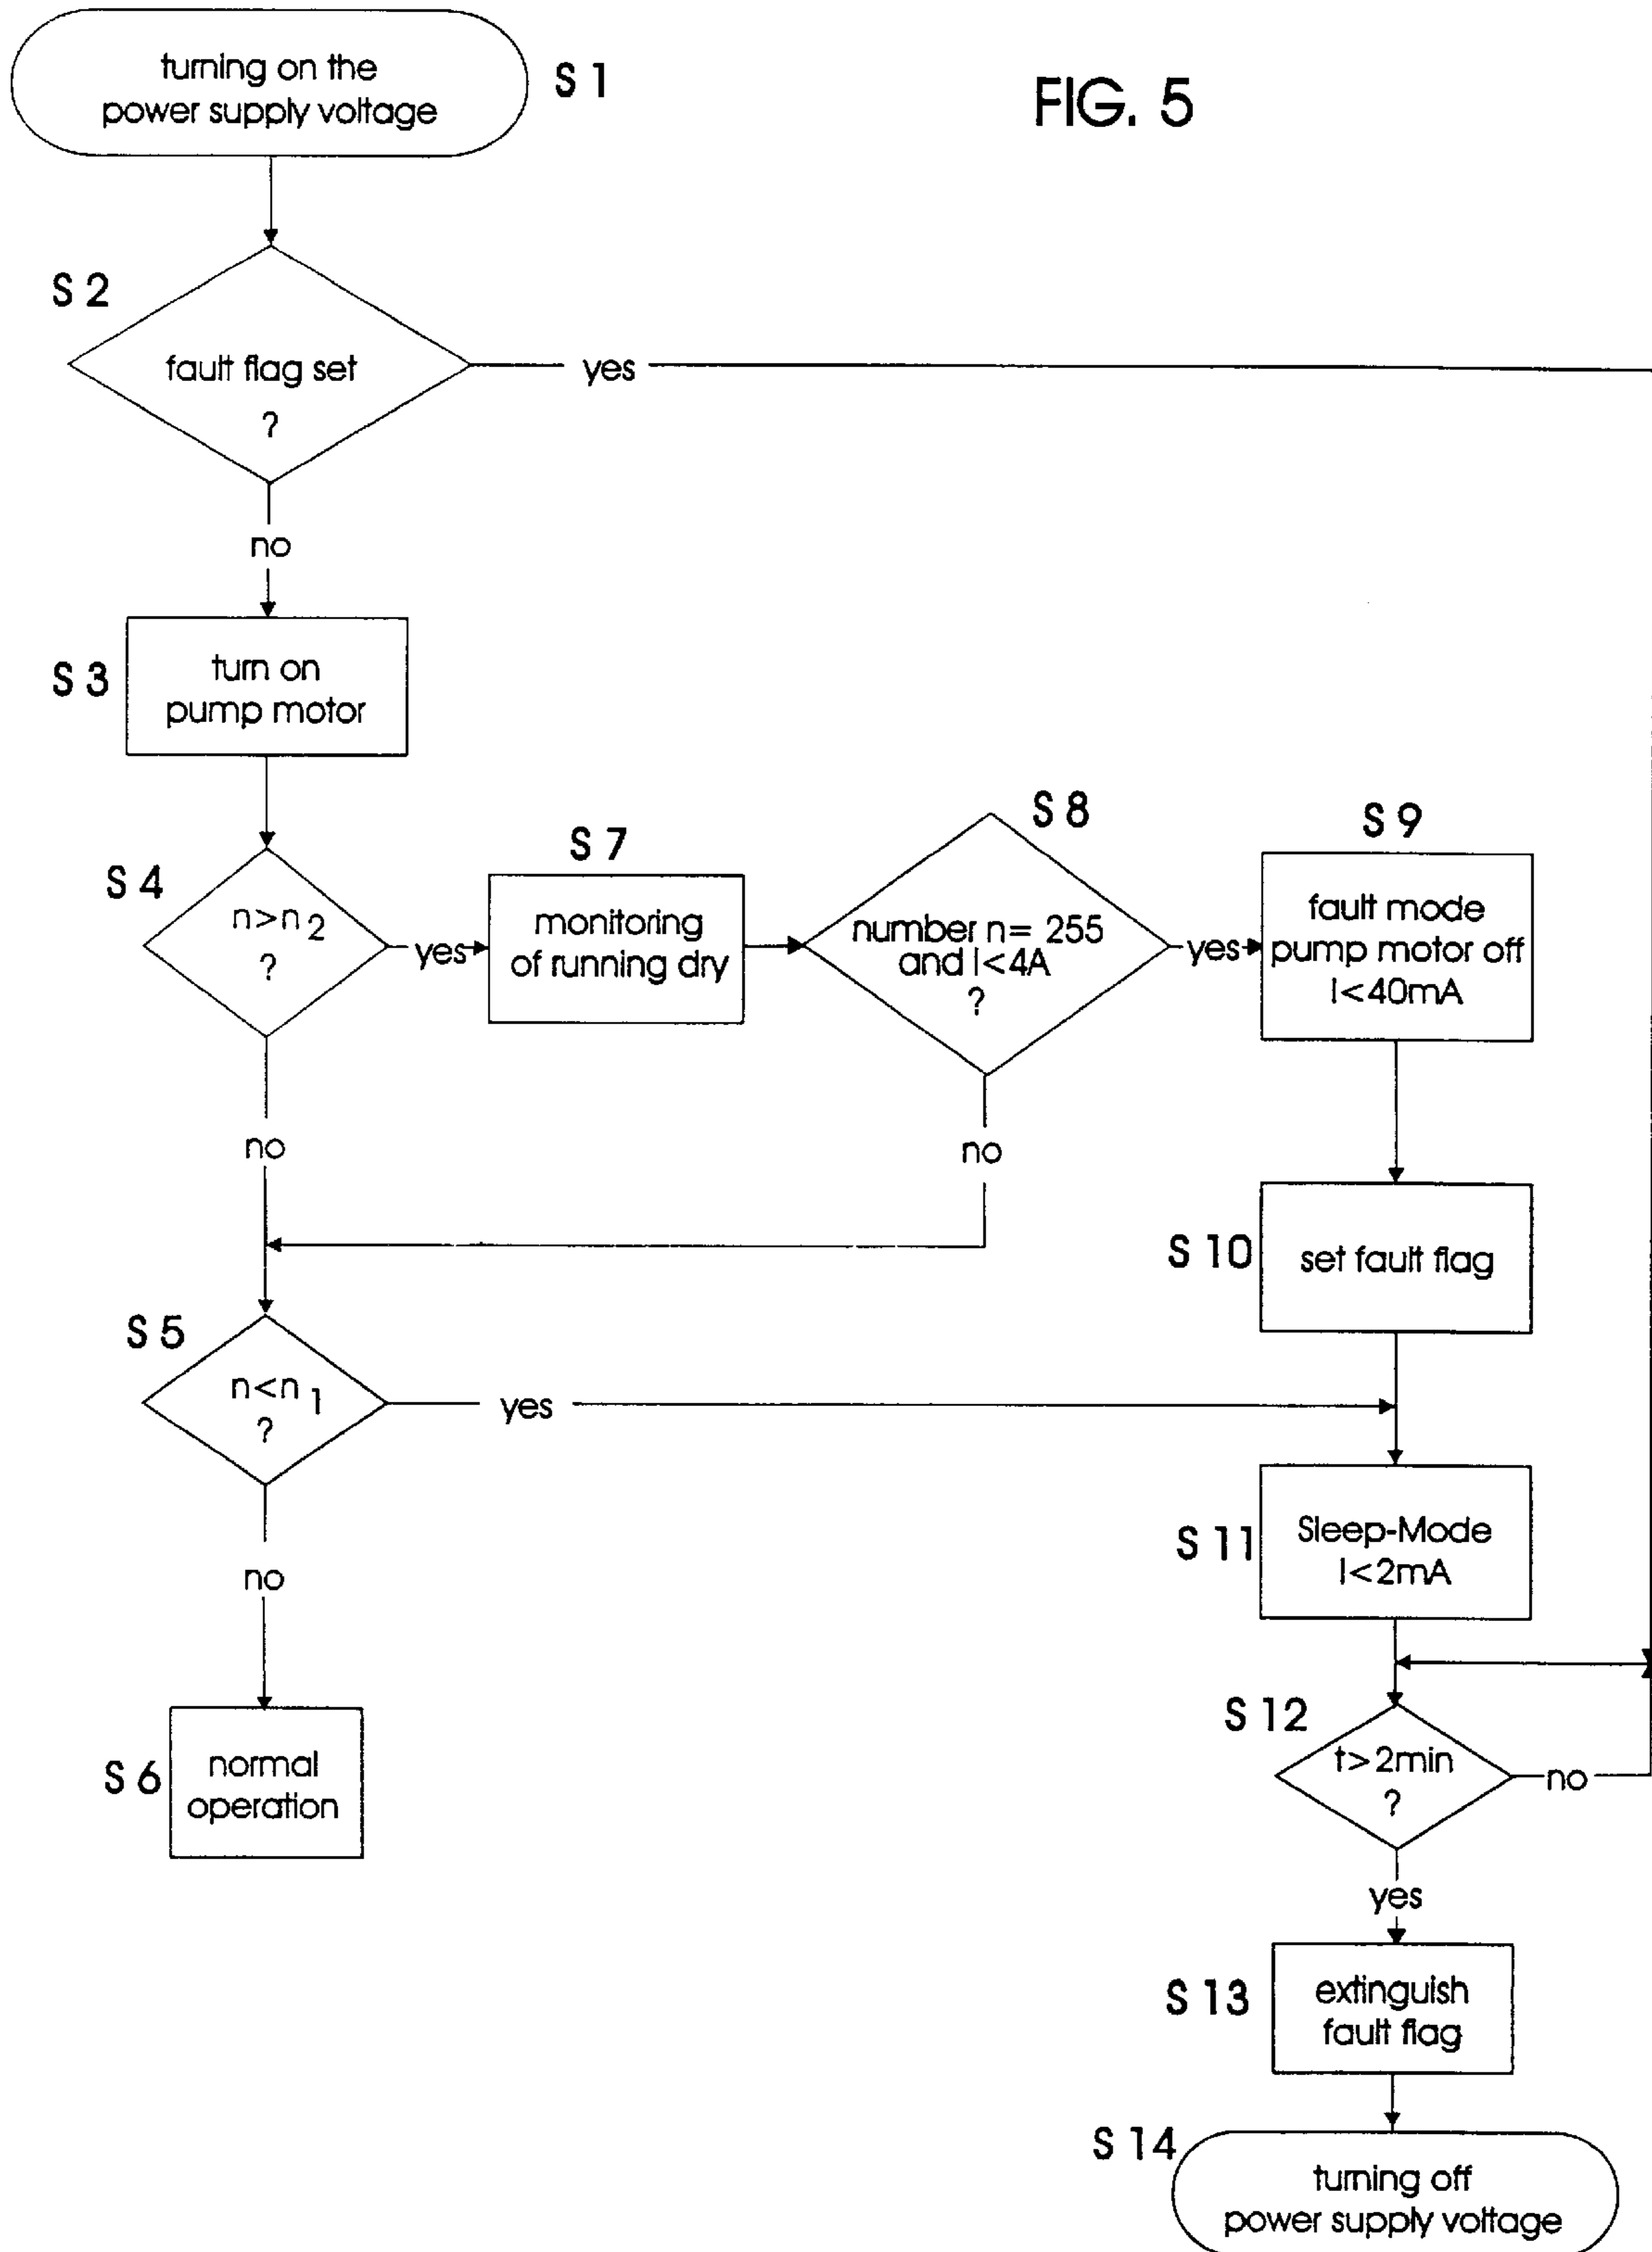 turning on the
power supply voltage
S 1
FIG. 5
S 2
fault flag set
?
yes
no
S 3
turn on
pump motor
S 4
n>n2
?
yes
S 7
monitoring
of running dry
S 8
number n= 255
and I<4A
?
yes
S 9
fault mode
pump motor off
I<40mA
no
no
S 10
set fault flag
S 5
n<n1
?
yes
S 11
Sleep-Mode
I<2mA
no
S 6
normal
operation
S 12
t>2min
?
no
yes
S 13
extinguish
fault flag
S 14
turning off
power supply voltage